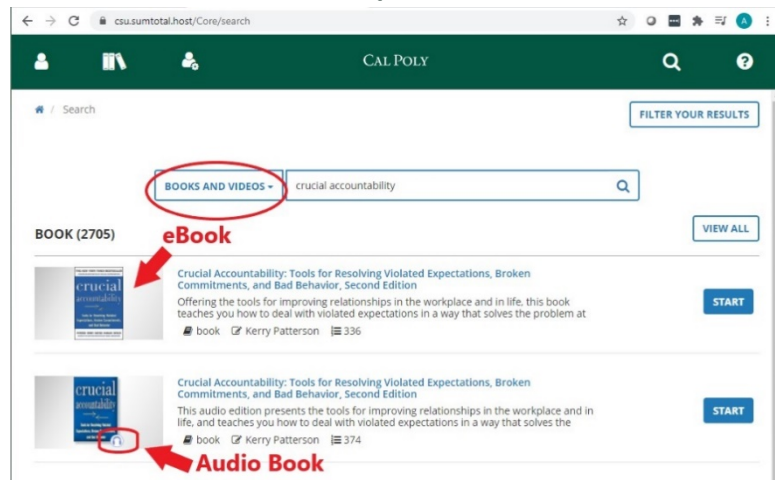 csu.sumtotal.host/Core/search
A
CAL POLY
/ Search
FILTER YOUR RESULTS
BOOKS AND VIDEOS
crucial accountability
BOOK (2705)
eBook
VIEW ALL
crucial
accountability
Crucial Accountability: Tools for Resolving Violated Expectations, Broken
Commitments, and Bad Behavior, Second Edition
Offering the tools for improving relationships in the workplace and in life, this book
teaches you how to deal with violated expectations in a way that solves the problem at
book Kerry Patterson 336
START
crucial
accountability
Crucial Accountability: Tools for Resolving Violated Expectations, Broken
Commitments, and Bad Behavior, Second Edition
This audio edition presents the tools for improving relationships in the workplace and in
life, and teaches you how to deal with violated expectations in a way that solves the
book Kerry Patterson 374
START
Audio Book